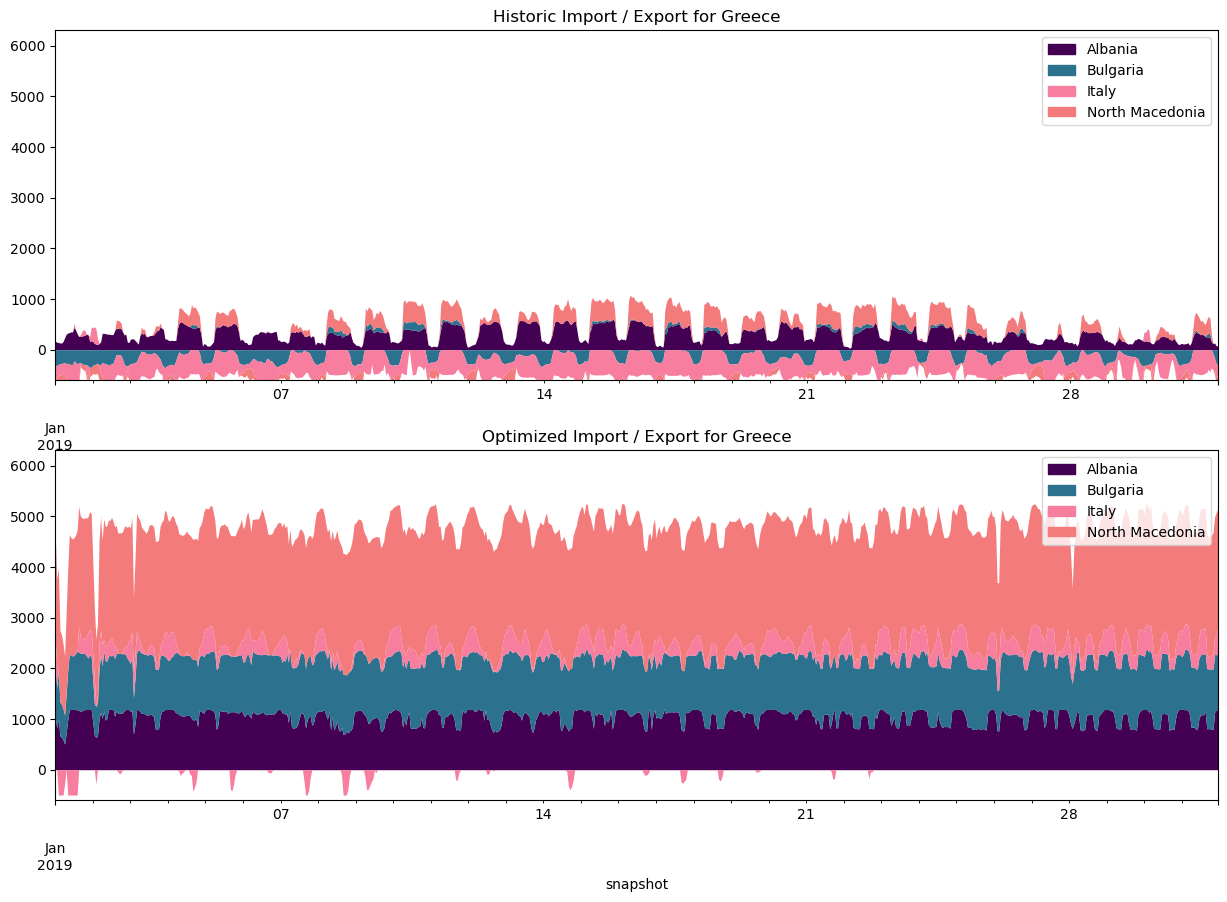 Historic Import / Export for Greece
6000
5000
4000
3000
2000
1000
0
Albania
Bulgaria
Italy
North Macedonia
07
14
21
28
Jan
2019
Optimized Import / Export for Greece
6000
5000
4000
3000
2000
1000
0
Albania
Bulgaria
Italy
North Macedonia
07
14
21
28
Jan
2019
snapshot